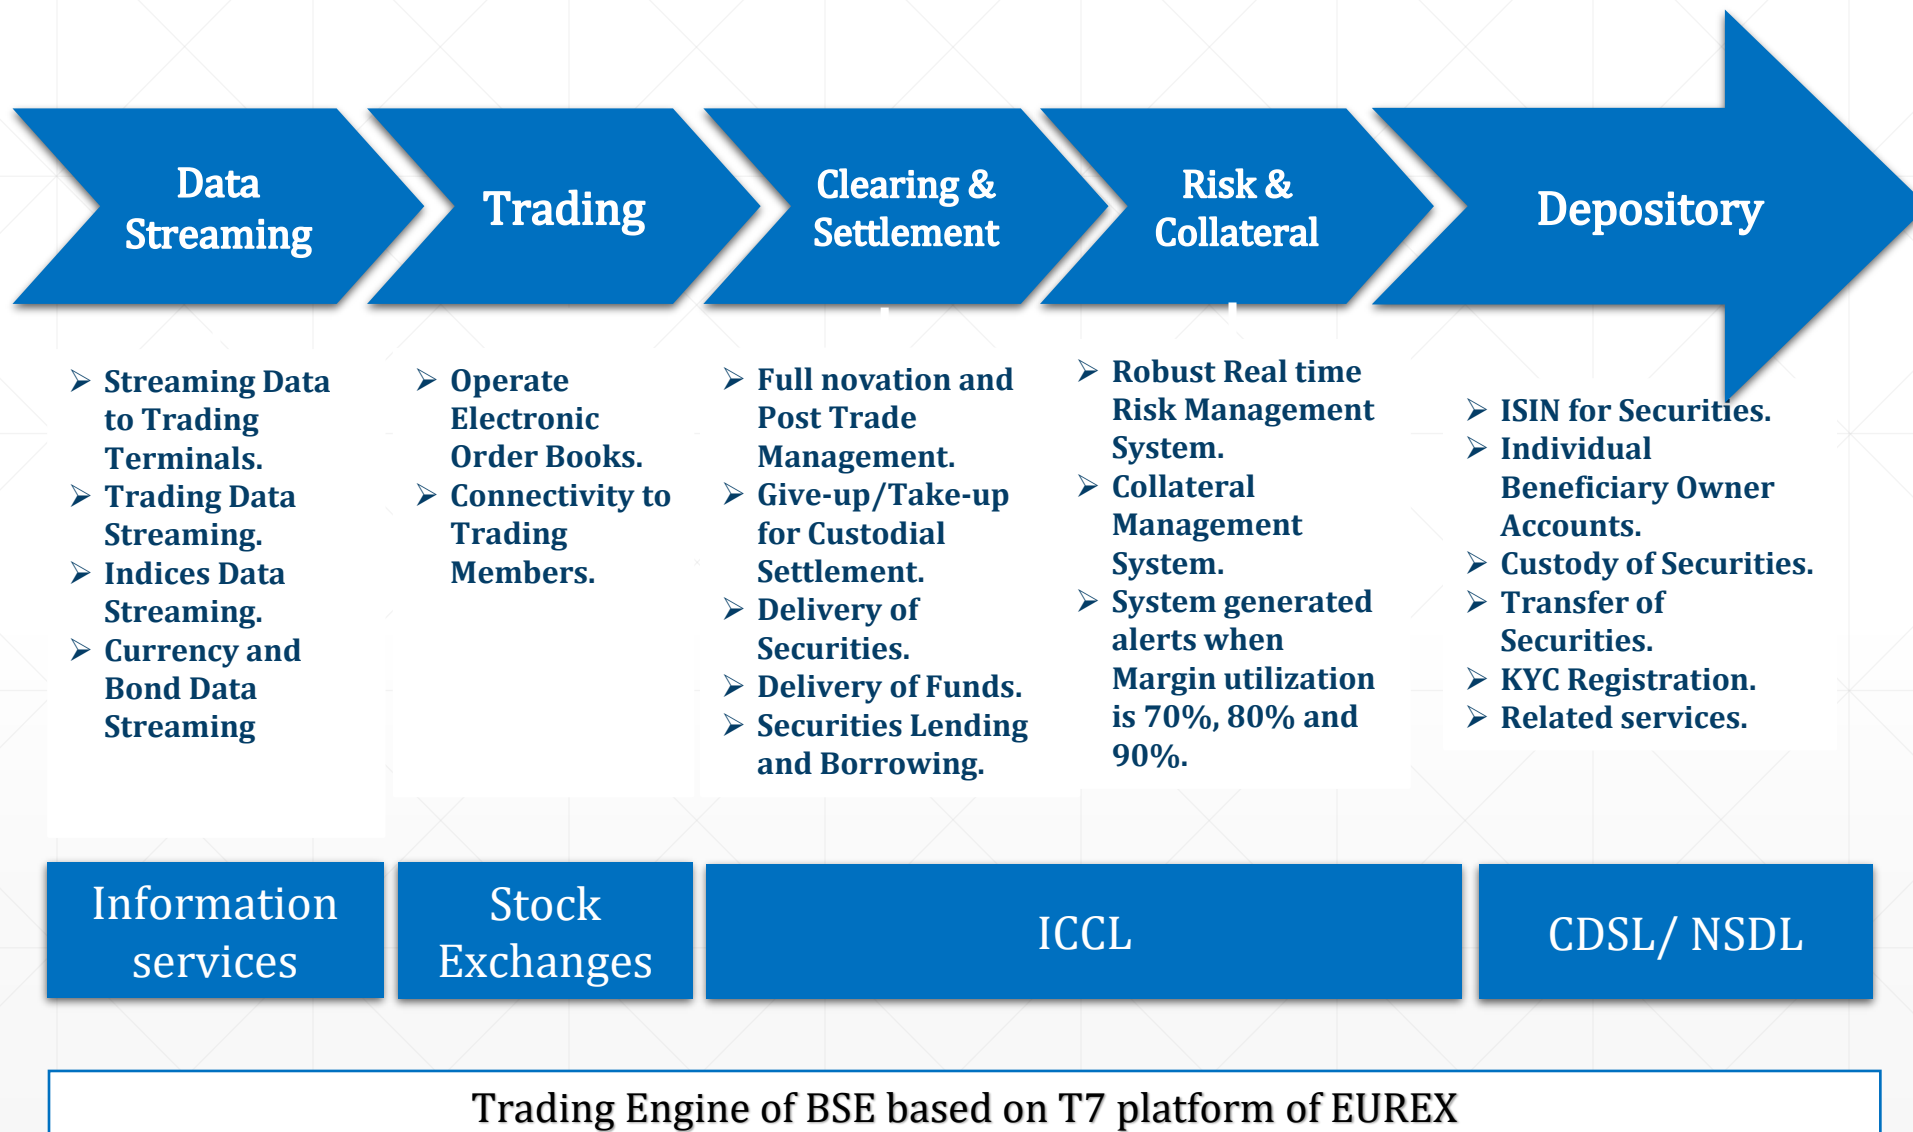 Data
Streaming
Trading
Clearing &
Settlement
Risk &
Collateral
Depository
➢ Streaming Data
to Trading
Terminals.
➢ Trading Data
Streaming.
➢ Indices Data
Streaming.
➢ Currency and
Bond Data
Streaming
➢ Operate
Electronic
Order Books.
➢ Connectivity to
Trading
Members.
➢ Full novation and
Post Trade
Management.
➢ Give-up/Take-up
for Custodial
Settlement.
➢ Delivery of
Securities.
➢ Delivery of Funds.
➢ Securities Lending
and Borrowing.
➢ Robust Real time
Risk Management
System.
➢ Collateral
Management
System.
➢ System generated
alerts when
Margin utilization
is 70%, 80% and
90%.
➢ ISIN for Securities.
➢ Individual
Beneficiary Owner
Accounts.
➢ Custody of Securities.
➢ Transfer of
Securities.
➢ KYC Registration.
➢ Related services.
Information
services
Stock
Exchanges
ICCL
CDSL/ NSDL
Trading Engine of BSE based on T7 platform of EUREX